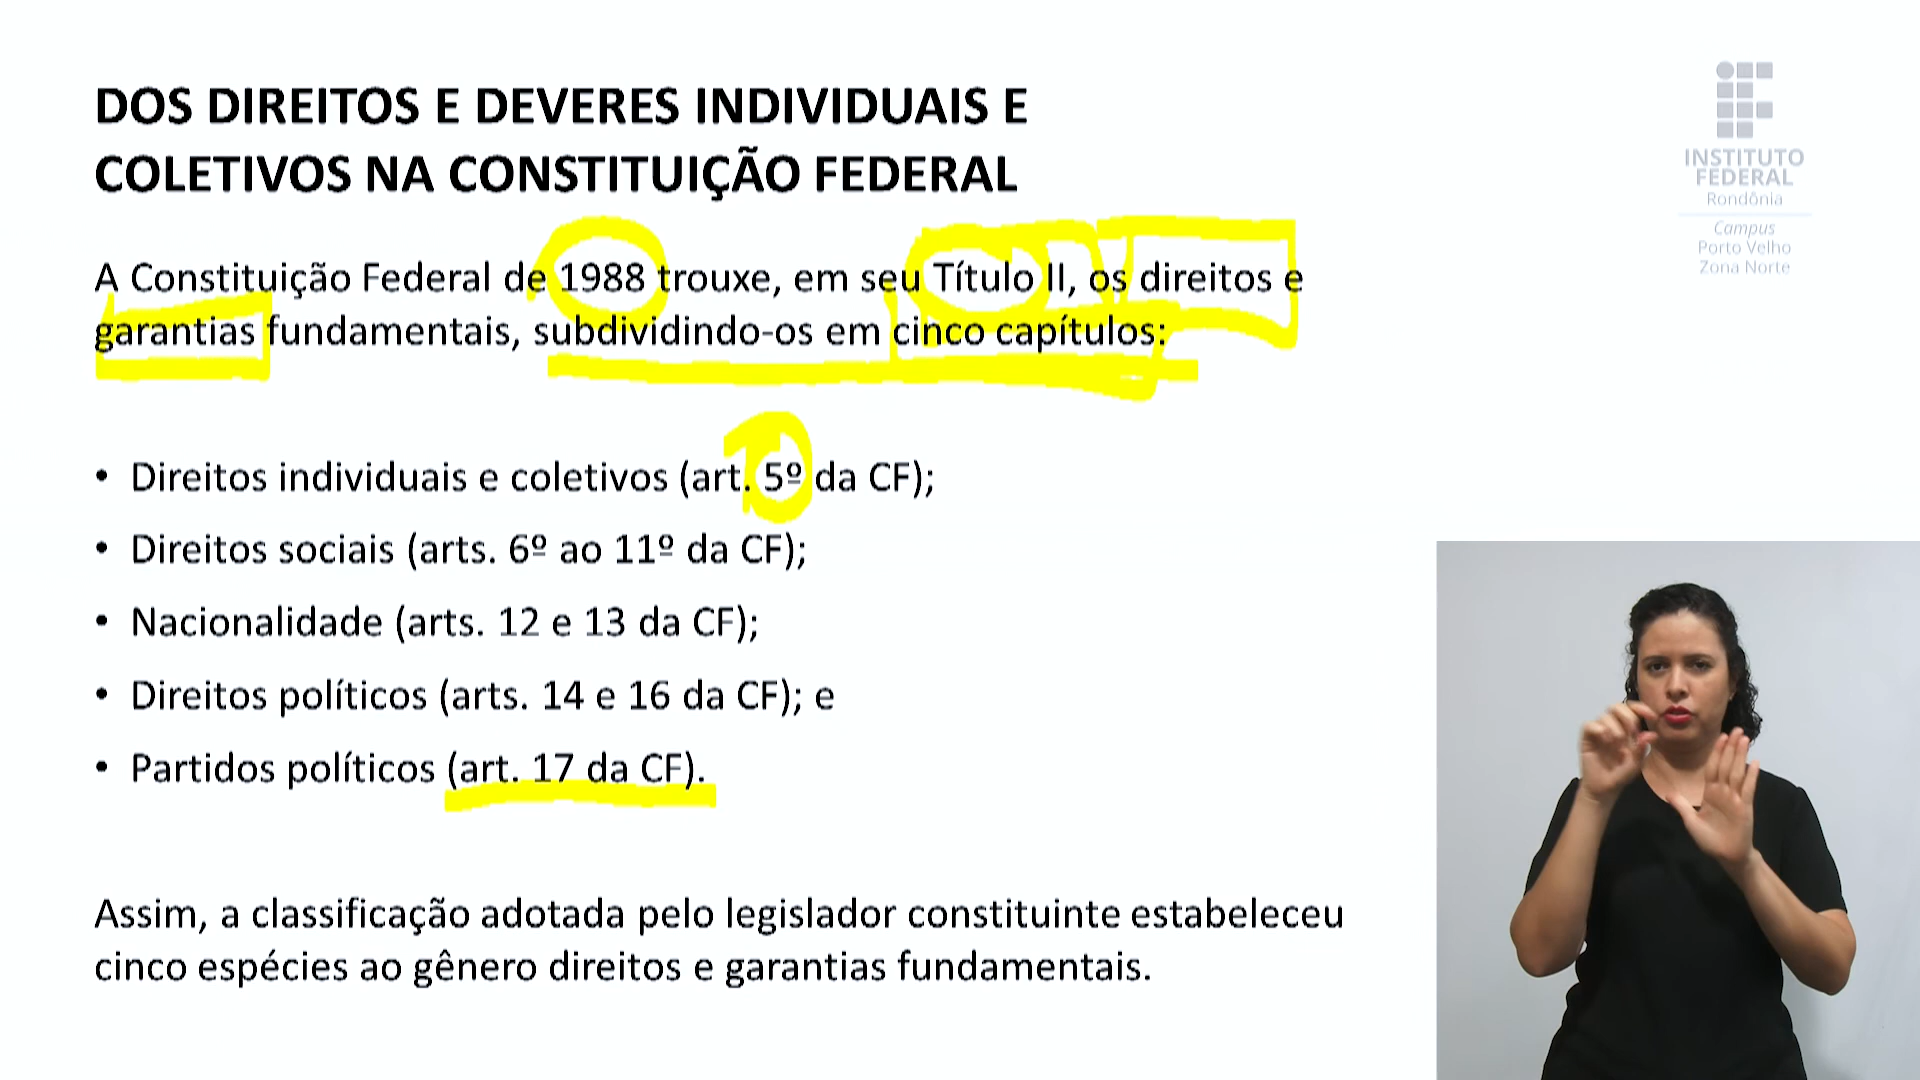 DOS DIREITOS E DEVERES INDIVIDUAIS E
COLETIVOS NA CONSTITUIÇÃO FEDERAL
A Constituição Federal de 1988 trouxe, em seu Título II, os direitos e
garantias fundamentais, subdividindo-os em cinco capítulos:
• Direitos individuais e coletivos (art. 5º da CF);
• Direitos sociais (arts. 6º ao 11º da CF);
• Nacionalidade (arts. 12 e 13 da CF);
• Direitos políticos (arts. 14 e 16 da CF); e
• Partidos políticos (art. 17 da CF).
Assim, a classificação adotada pelo legislador constituinte estabeleceu
cinco espécies ao gênero direitos e garantias fundamentais.
INSTITUTO
FEDERAL
Rondônia
Campus
Porto Velho
Zona Norte